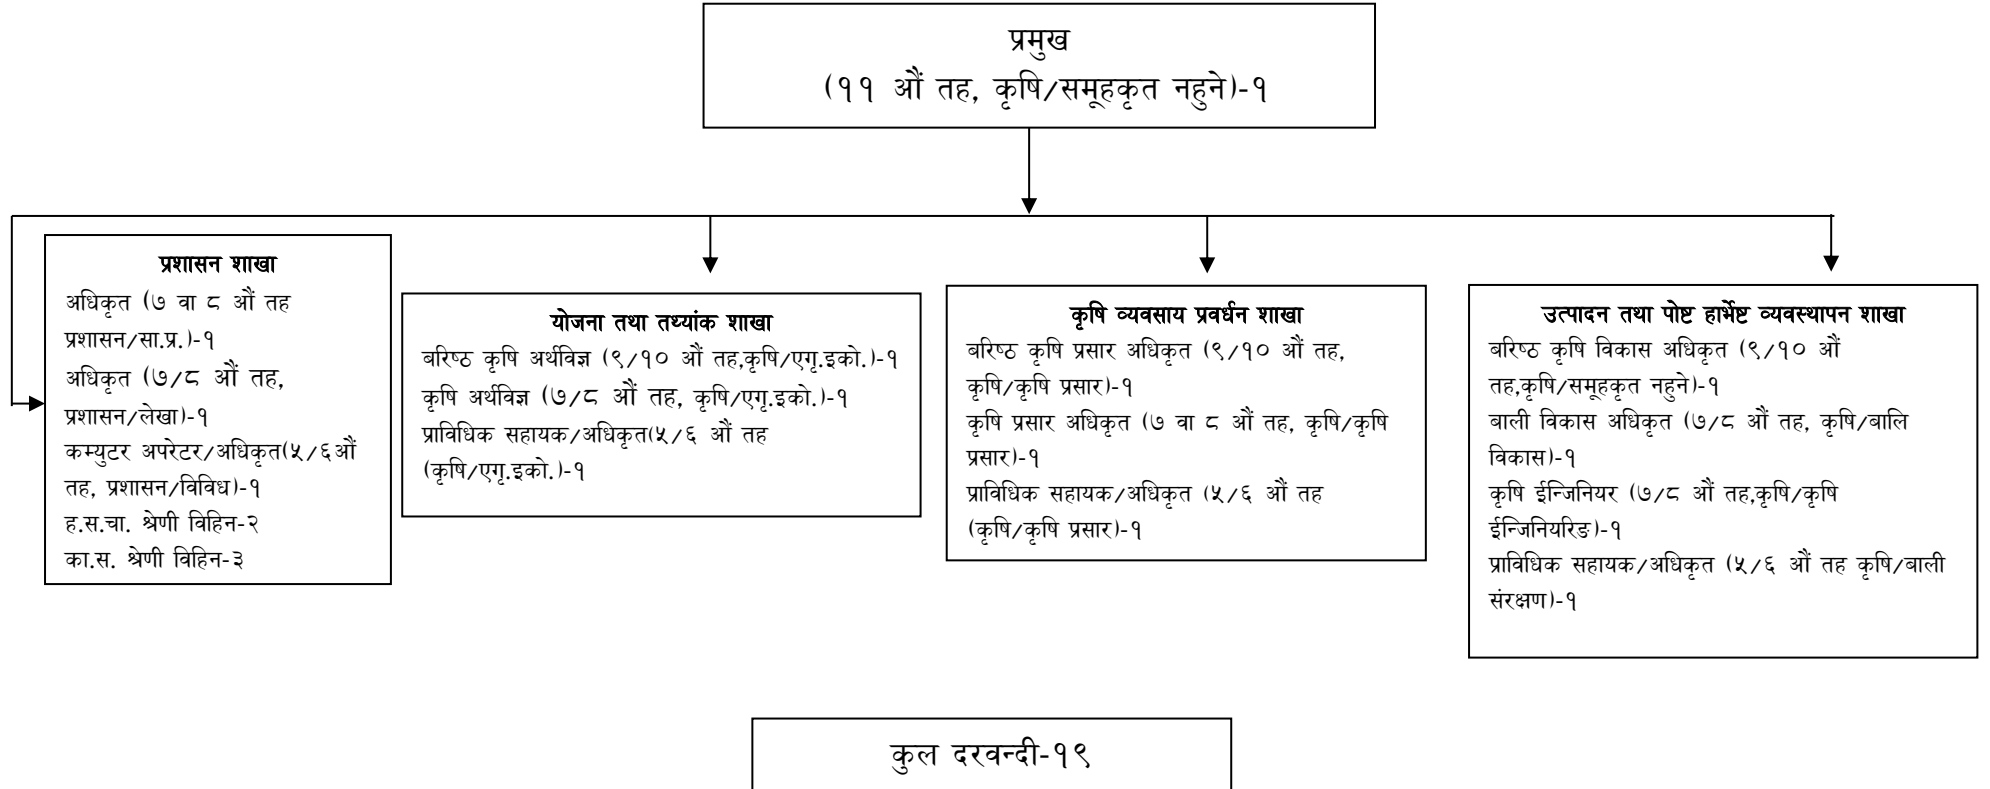 प्रमुख
(११ औं तह, कृषि/समूहकृत नहुने)-१
प्रशासन शाखा
अधिकृत (७ वा ८ औं तह
प्रशासन/सा.प्र.)-१
अधिकृत (७/८ औं तह,
प्रशासन/लेखा)-१
कम्युटर अपरेटर/अधिकृत(५/६औं
तह, प्रशासन/विविध)-१
ह.स.चा. श्रेणी विहिन-२
का.स. श्रेणी विहिन-३
योजना तथा तथ्यांक शाखा
बरिष्ठ कृषि अर्थविज्ञ (९/१० औं तह,कृषि/एगृ.इको.)-१
कृषि अर्थविज्ञ (७/८ औं तह, कृषि/एगृ.इको.)-१
प्राविधिक सहायक/अधिकृत(५/६ औं तह
(कृषि/एगृ.इको.)-१
कृषि व्यवसाय प्रवर्धन शाखा
बरिष्ठ कृषि प्रसार अधिकृत (९/१० औं तह,
कृषि/कृषि प्रसार)-१
कृषि प्रसार अधिकृत (७ वा ८ औं तह, कृषि/कृषि
प्रसार)-१
प्राविधिक सहायक/अधिकृत (५/६ औं तह
(कृषि/कृषि प्रसार)-१
उत्पादन तथा पोष्ट हार्भेष्ट व्यवस्थापन शाखा
बरिष्ठ कृषि विकास अधिकृत (९/१० औं
तह,कृषि/समूहकृत नहुने)-१
बाली विकास अधिकृत (७/८ औं तह, कृषि/बालि
विकास)-१
कृषि ईन्जिनियर (७/८ औं तह,कृषि/कृषि
ईन्जिनियरिङ)-१
प्राविधिक सहायक/अधिकृत (५/६ औं तह कृषि/बाली
संरक्षण)-१
कुल दरवन्दी-१९